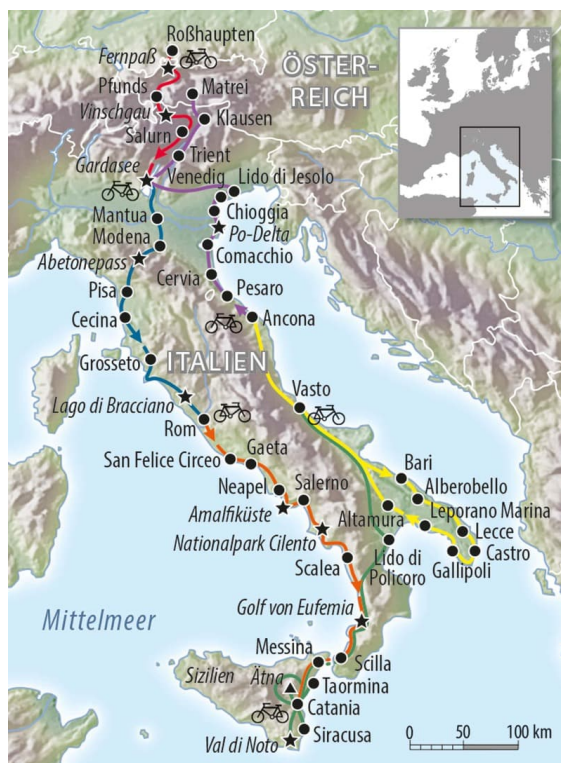 Roßhaupten
Fernpaß
ÖSTER-
REICH
Pfunds
Matrei
Vinschgau
Klausen
Salurn
Trient
Gardasee
Venedig
Lido di Jesolo
Mantua
Chioggia
Modena
Po-Delta
Abetonepass
Comacchio
Cervia
Pisa
Pesaro
Cecina
Ancona
Grosseto
ITALIEN
Lago di Bracciano
Vasto
Rom
San Felice Circeo
Gaeta
Bari
Neapel
Salerno
Alberobello
Amalfiküste
Altamura
Leporano Marina
Nationalpark Cilento
Lecce
Castro
Scalea
Lido di
Policoro
Gallipoli
Golf von Eufemia
Mittelmeer
Messina
Scilla
Sizilien
Ätna
Taormina
Catania
Val di Noto
Siracusa
0 50 100 km